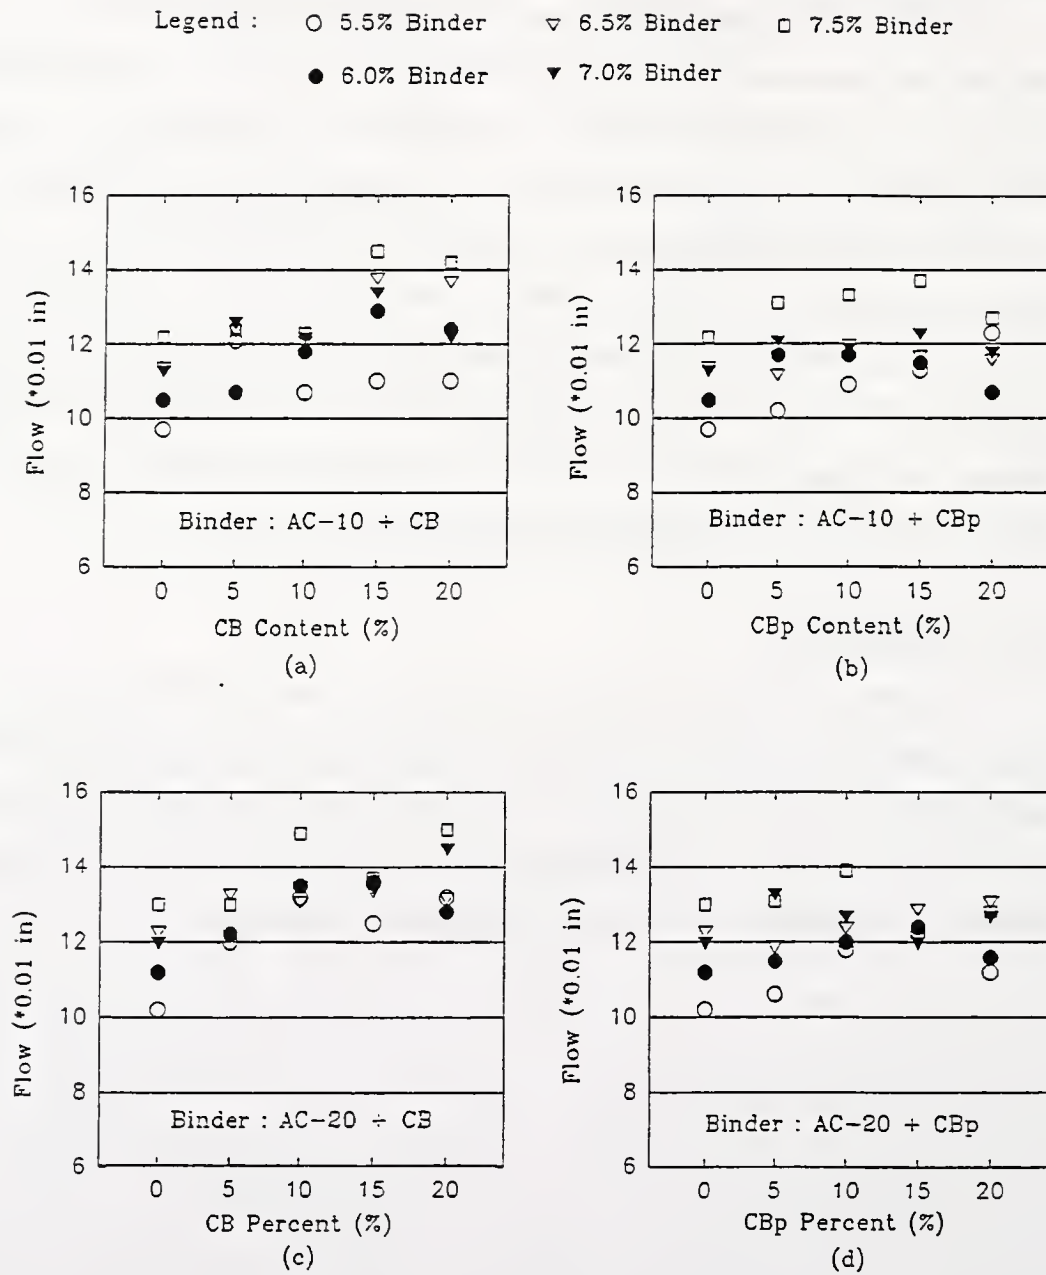 Legend : ○ 5.5% Binder ▽ 6.5% Binder □ 7.5% Binder
● 6.0% Binder ▼ 7.0% Binder
16
14
12
10
8
6
Flow (*0.01 in)
Binder : AC-10 + CB
0 5 10 15 20
CB Content (%)
(a)
16
14
12
10
8
6
Flow (*0.01 in)
Binder : AC-10 + CBp
0 5 10 15 20
CBp Content (%)
(b)
16
14
12
10
8
6
Flow (*0.01 in)
Binder : AC-20 + CB
0 5 10 15 20
CB Percent (%)
(c)
16
14
12
10
8
6
Flow (*0.01 in)
Binder : AC-20 + CBp
0 5 10 15 20
CBp Percent (%)
(d)